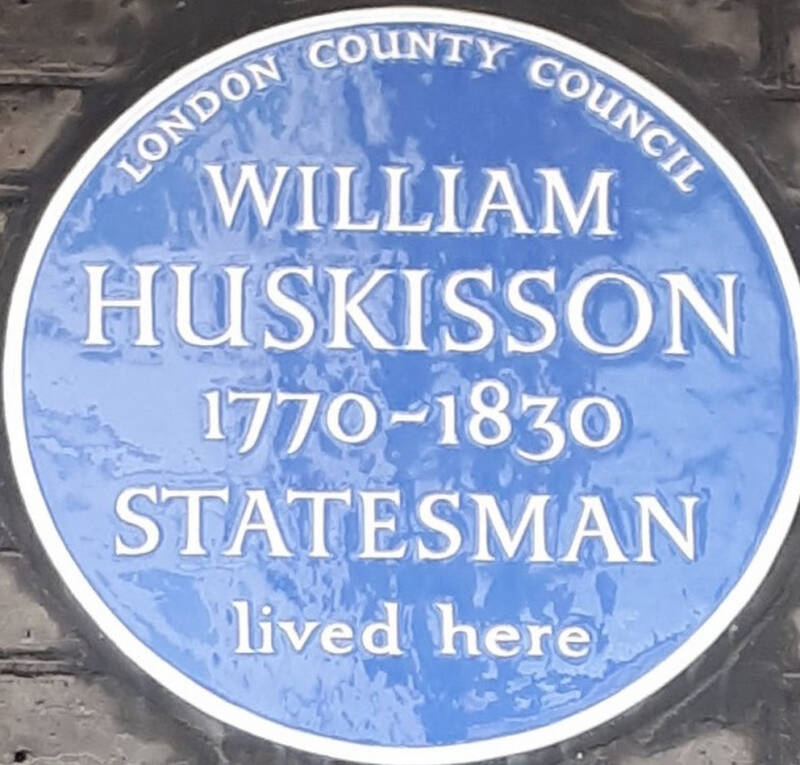 LONDON COUNTY COUNCIL
WILLIAM
HUSKISSON
1770-1830
STATESMAN
lived here